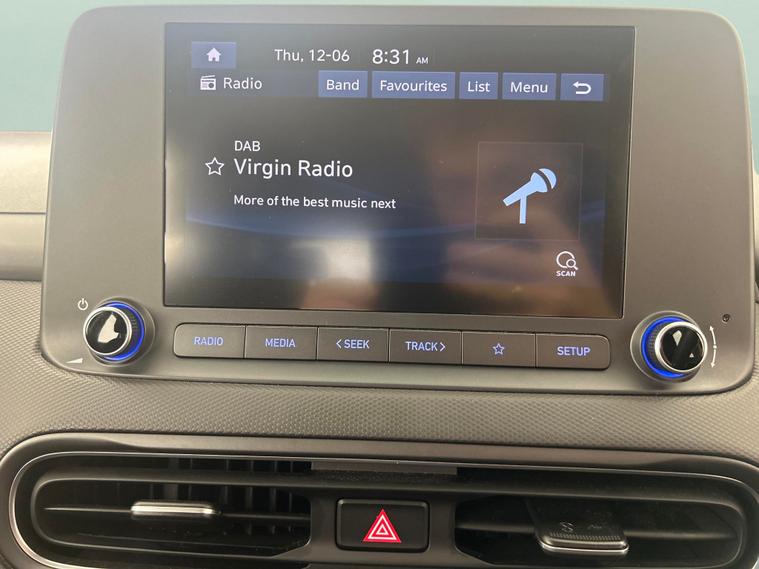 Thu, 12-06 8:31 AM
Radio Band Favourites List Menu
DAB
Virgin Radio
More of the best music next
SCAN
RADIO MEDIA <SEEK TRACK> SETUP